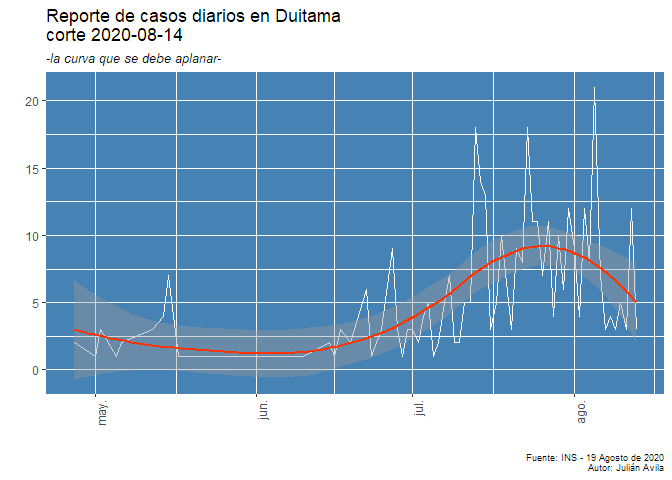 Reporte de casos diarios en Duitama
corte 2020-08-14
-la curva que se debe aplanar-
20
15
10
5
0
may.
jun.
jul.
ago.
Fuente: INS - 19 Agosto de 2020
Autor: Julián Avila